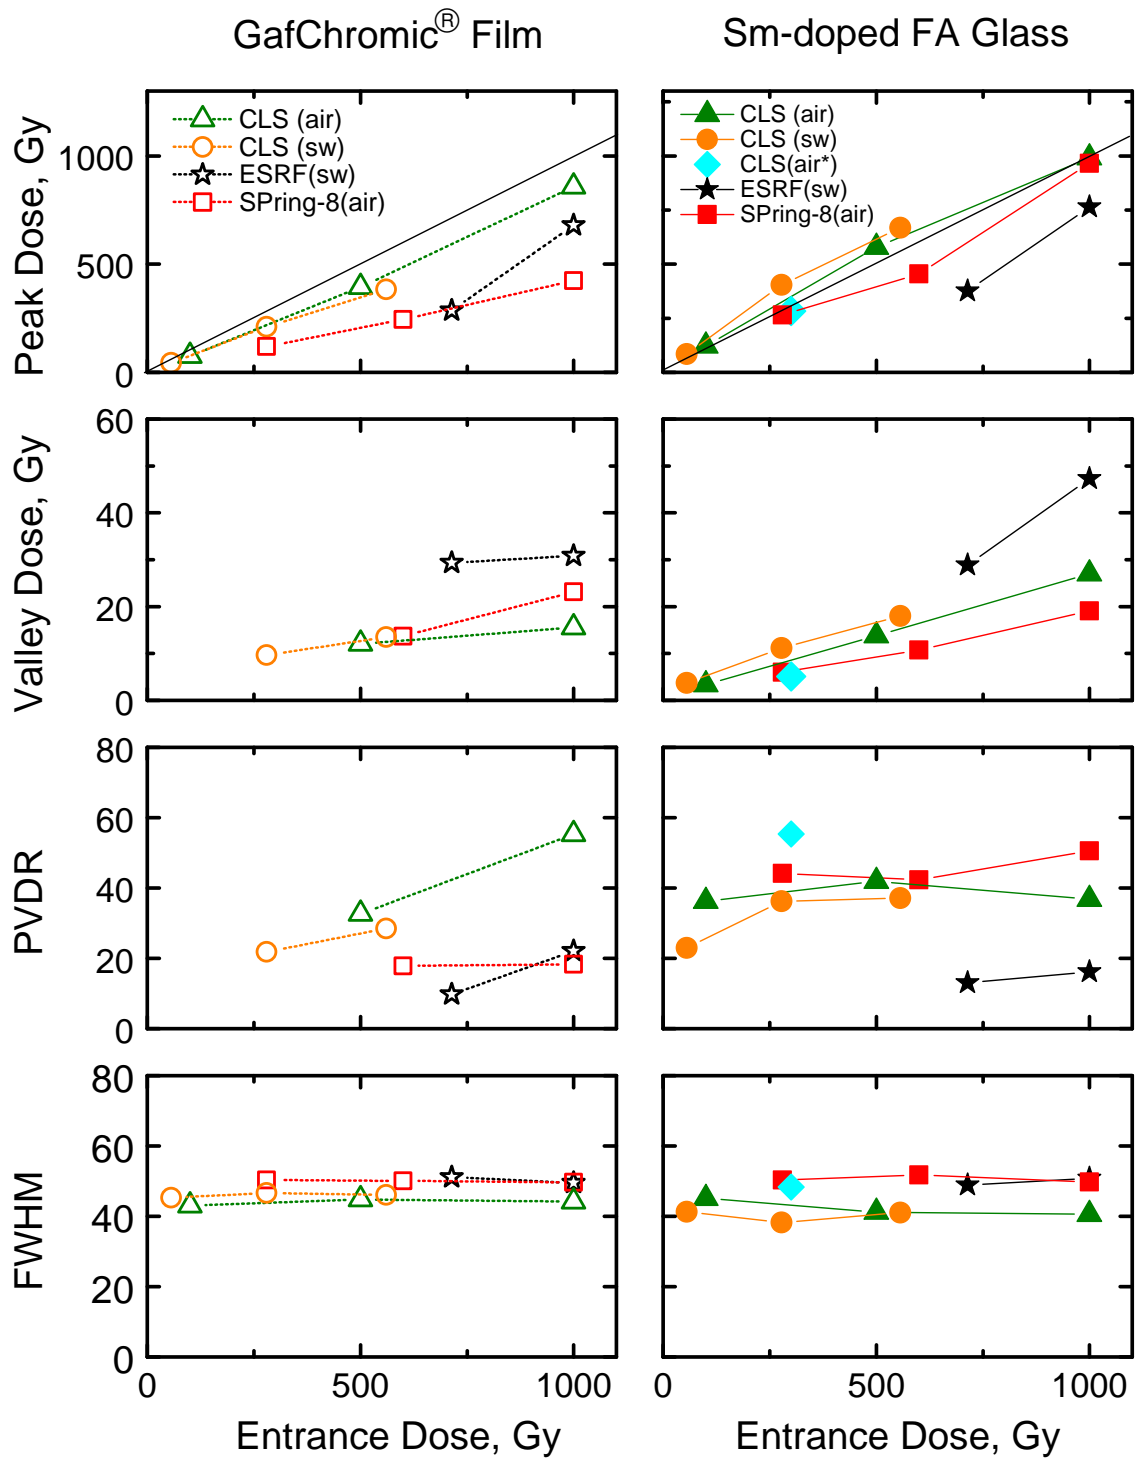 GafChromic® Film
Sm-doped FA Glass
Peak Dose, Gy
1000
500
0
CLS (air)
CLS (sw)
ESRF(sw)
SPring-8(air)
CLS (air)
CLS (sw)
CLS(air*)
ESRF(sw)
SPring-8(air)
Valley Dose, Gy
60
40
20
0
PVDR
80
60
40
20
0
FWHM
80
60
40
20
0
0 500 1000
0 500 1000
Entrance Dose, Gy
Entrance Dose, Gy